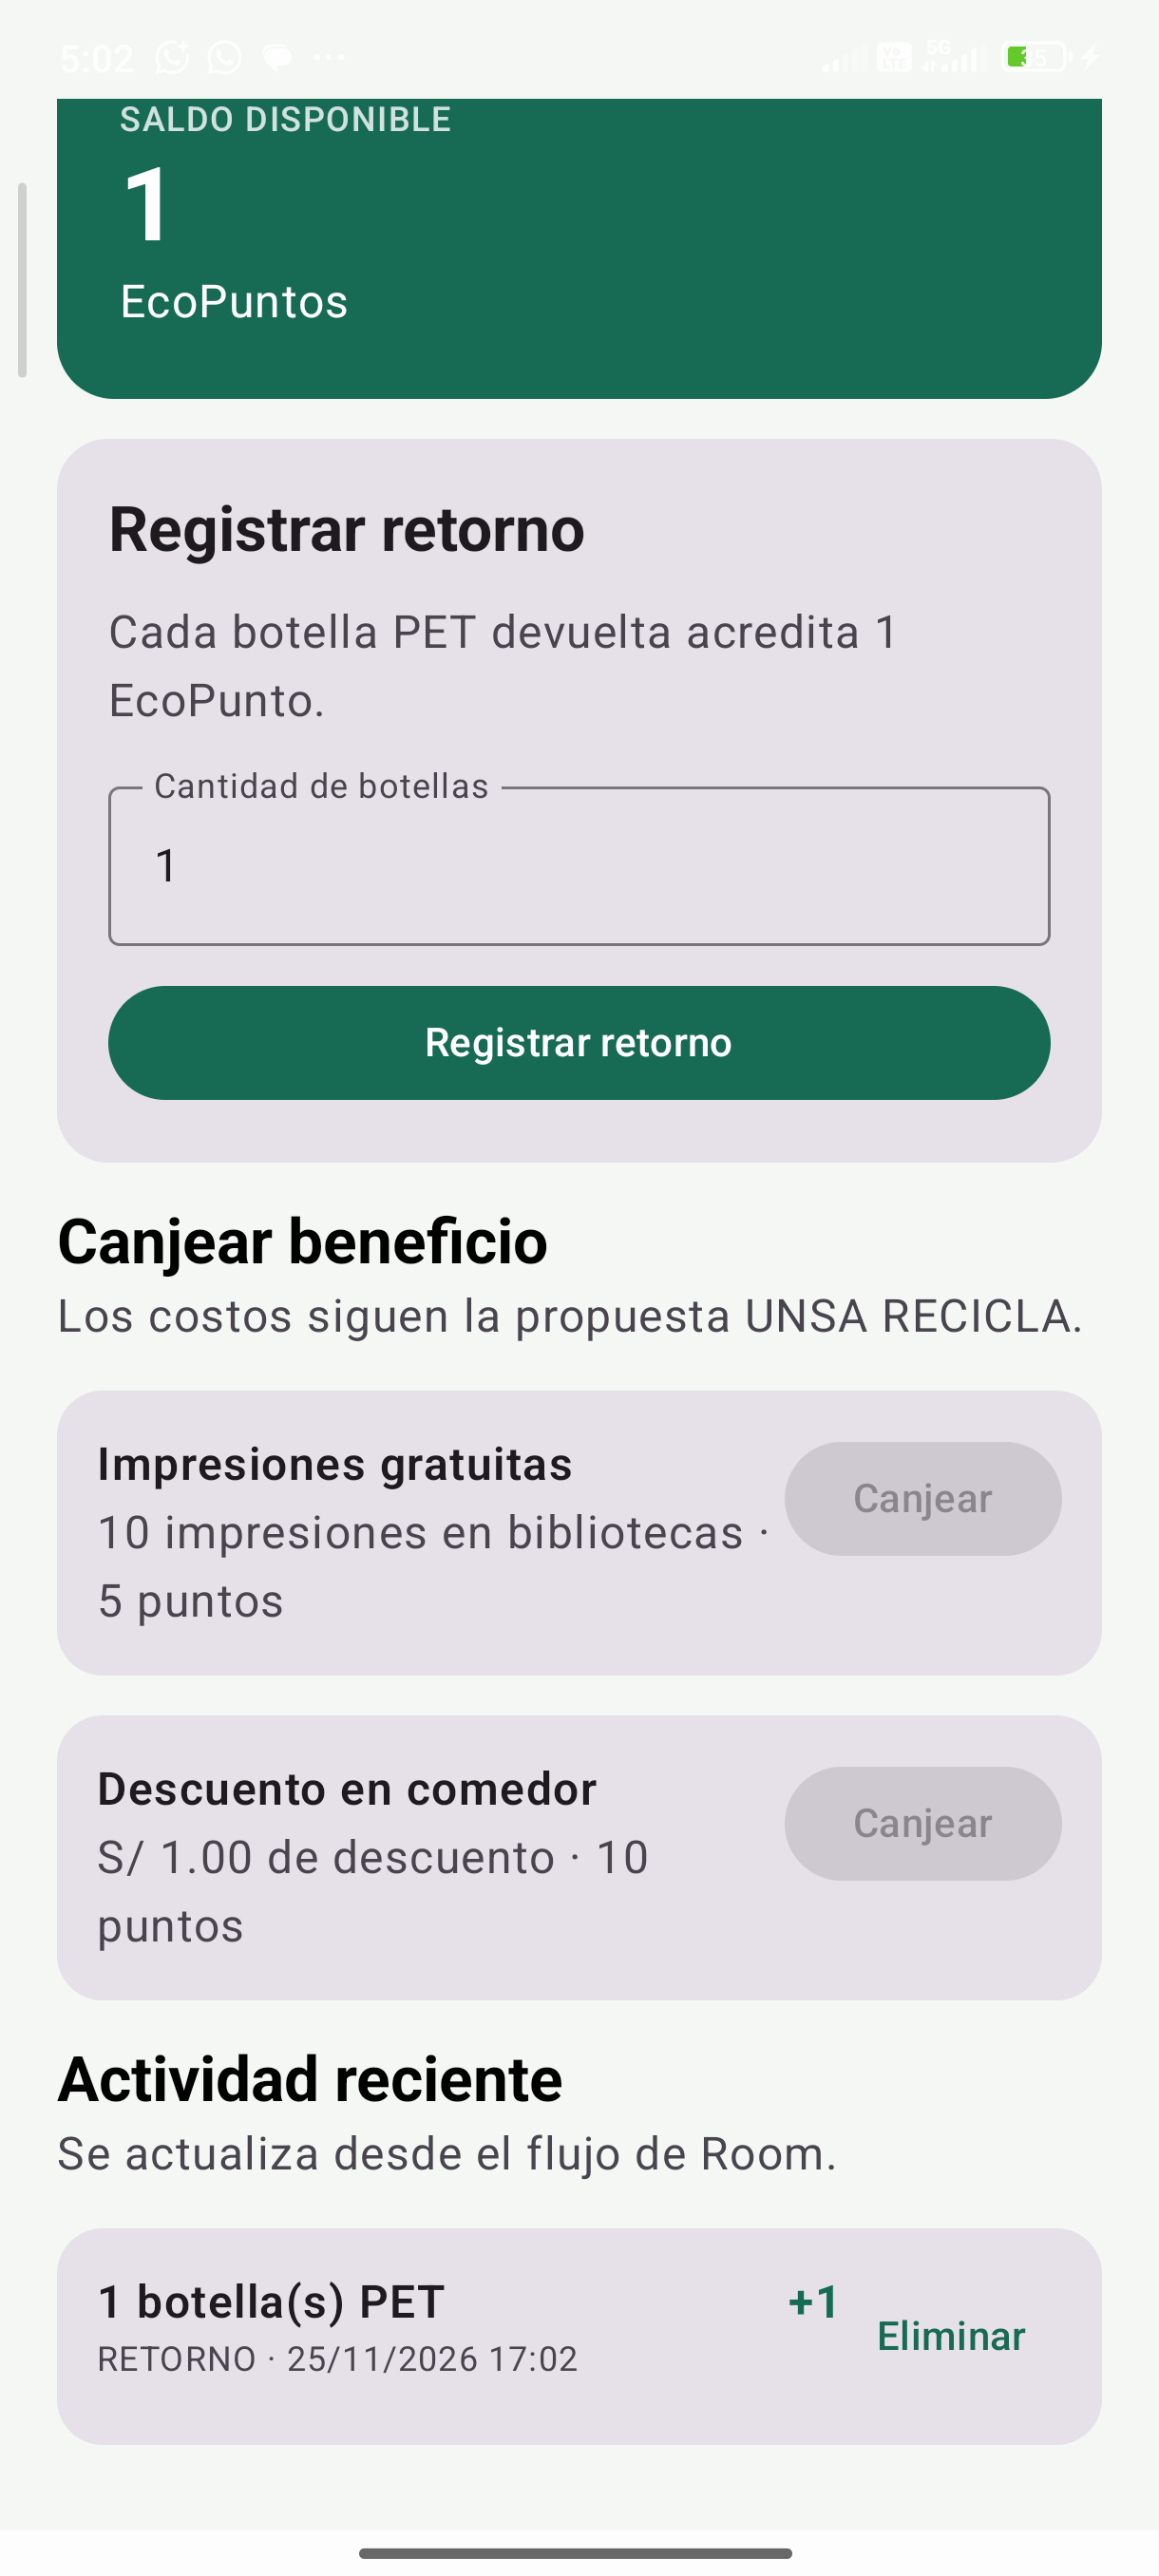 5:02
5G
35
SALDO DISPONIBLE
1
EcoPuntos
Registrar retorno
Cada botella PET devuelta acredita 1
EcoPunto.
Cantidad de botellas
1
Registrar retorno
Canjear beneficio
Los costos siguen la propuesta UNSA RECICLA.
Impresiones gratuitas
Canjear
10 impresiones en bibliotecas ·
5 puntos
Descuento en comedor
Canjear
S/ 1.00 de descuento · 10
puntos
Actividad reciente
Se actualiza desde el flujo de Room.
1 botella(s) PET
+1
Eliminar
RETORNO · 25/11/2026 17:02